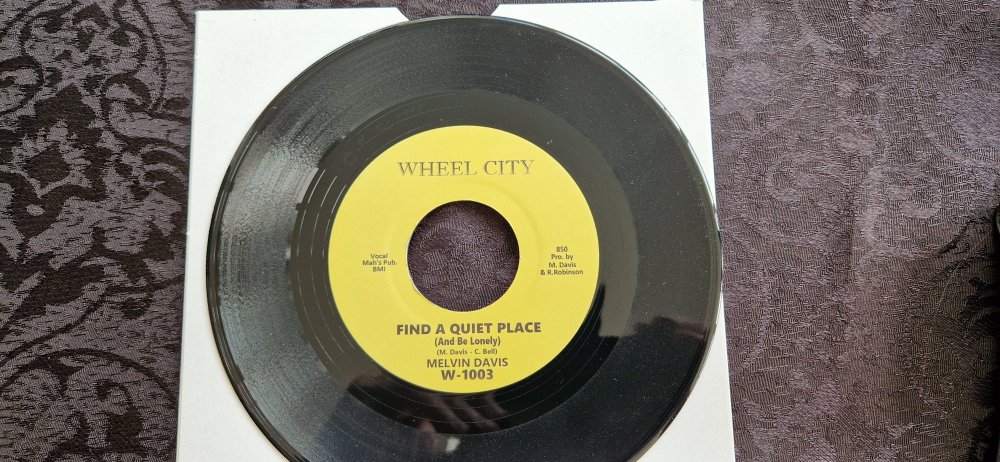 WHEEL CITY
Vocal
Mah's Pub.
BMI
850
Pro. by
M. Davis
& R.Robinson
FIND A QUIET PLACE
(And Be Lonely)
(M. Davis - C. Bell)
MELVIN DAVIS
W-1003